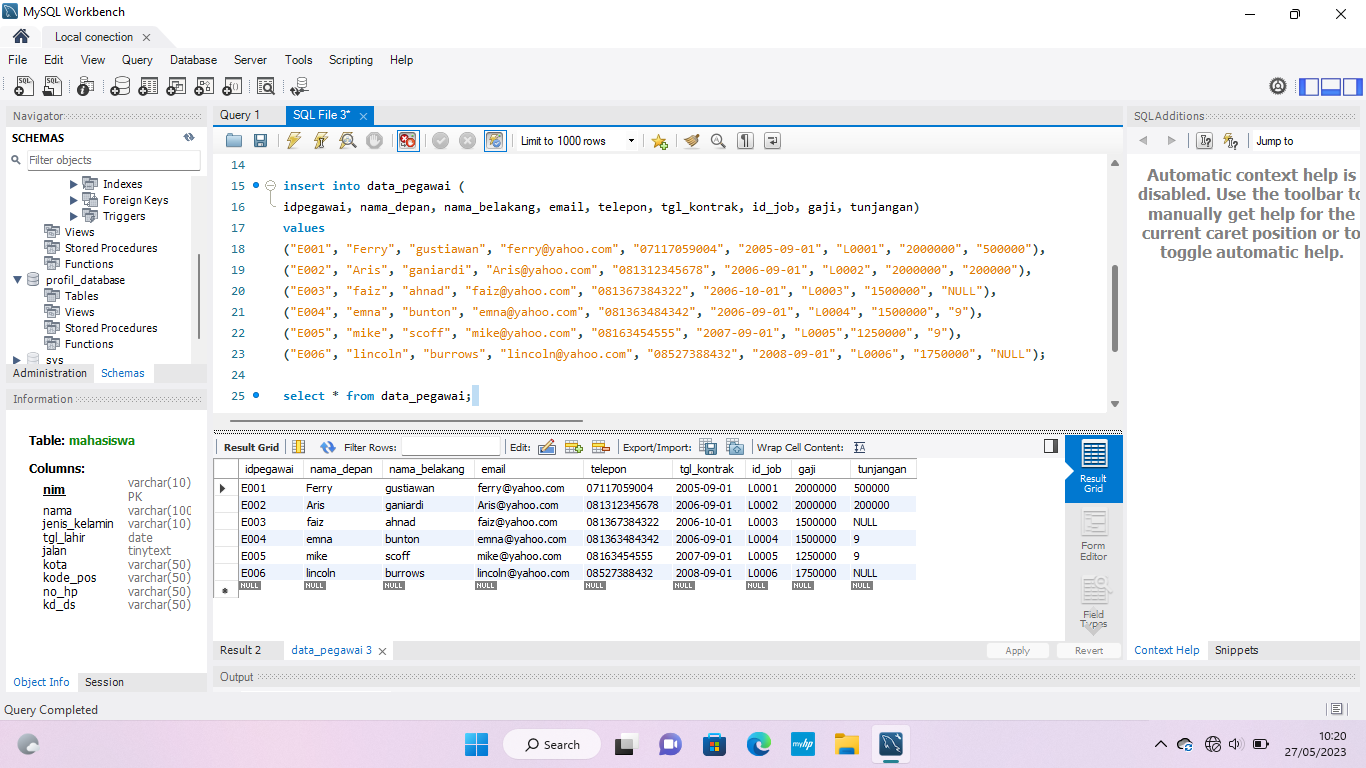 MySQL Workbench
Local conection
File Edit View Query Database Server Tools Scripting Help
Navigator
SCHEMAS
Filter objects
Indexes
Foreign Keys
Triggers
Views
Stored Procedures
Functions
profil_database
Tables
Views
Stored Procedures
Functions
sys
Administration Schemas
Information
Table: mahasiswa
Columns:
nim varchar(10) PK
nama varchar(100
jenis_kelamin varchar(10)
tgl_lahir date
jalan tinytext
kota varchar(50)
kode_pos varchar(50)
no_hp varchar(50)
kd_ds varchar(50)
Object Info Session
Query 1 SQL File 3*
Limit to 1000 rows
14
15 insert into data_pegawai (
16 idpegawai, nama_depan, nama_belakang, email, telepon, tgl_kontrak, id_job, gaji, tunjangan)
17 values
18 ("E001", "Ferry", "gustiawan", "ferry@yahoo.com", "07117059004", "2005-09-01", "L0001", "2000000", "500000"),
19 ("E002", "Aris", "ganiardi", "Aris@yahoo.com", "081312345678", "2006-09-01", "L0002", "2000000", "200000"),
20 ("E003", "faiz", "ahnad", "faiz@yahoo.com", "081367384322", "2006-10-01", "L0003", "1500000", "NULL"),
21 ("E004", "emna", "bunton", "emna@yahoo.com", "081363484342", "2006-09-01", "L0004", "1500000", "9"),
22 ("E005", "mike", "scoff", "mike@yahoo.com", "08163454555", "2007-09-01", "L0005","1250000", "9"),
23 ("E006", "lincoln", "burrows", "lincoln@yahoo.com", "08527388432", "2008-09-01", "L0006", "1750000", "NULL");
24
25 select * from data_pegawai;
Result Grid Filter Rows: Edit: Export/Import: Wrap Cell Content:
idpegawai nama_depan nama_belakang email telepon tgl_kontrak id_job gaji tunjangan
E001 Ferry gustiawan ferry@yahoo.com 07117059004 2005-09-01 L0001 2000000 500000
E002 Aris ganiardi Aris@yahoo.com 081312345678 2006-09-01 L0002 2000000 200000
E003 faiz ahnad faiz@yahoo.com 081367384322 2006-10-01 L0003 1500000 NULL
E004 emna bunton emna@yahoo.com 081363484342 2006-09-01 L0004 1500000 9
E005 mike scoff mike@yahoo.com 08163454555 2007-09-01 L0005 1250000 9
E006 lincoln burrows lincoln@yahoo.com 08527388432 2008-09-01 L0006 1750000 NULL
NULL NULL NULL NULL NULL NULL NULL NULL NULL
Result Grid
Form Editor
Field Types
Result 2 data_pegawai 3 Apply Revert
Output
SQLAdditions
Jump to
Automatic context help is
disabled. Use the toolbar to
manually get help for the
current caret position or to
toggle automatic help.
Context Help Snippets
Query Completed
Search
myhp
10:20
27/05/2023